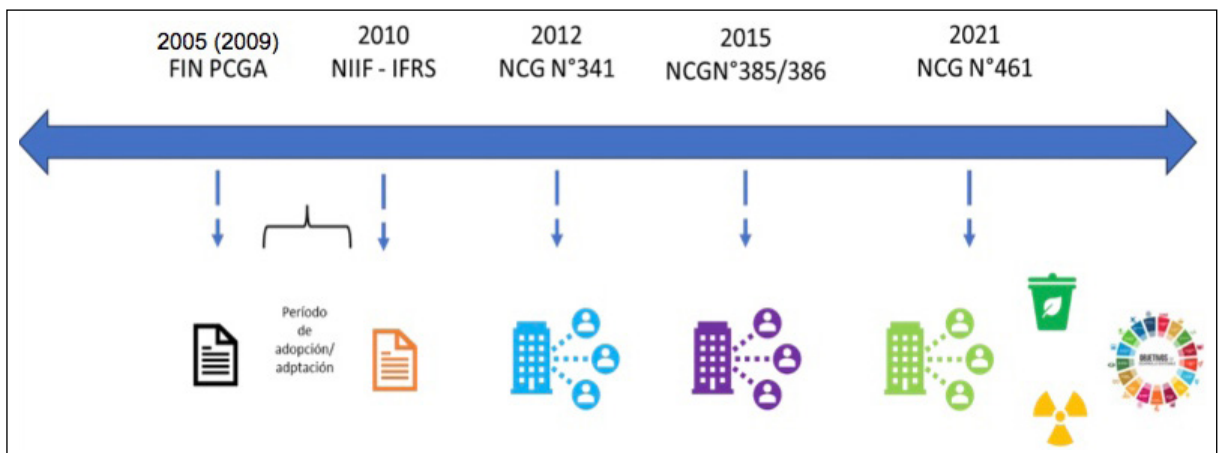 2005 (2009)
FIN PCGA
2010
NIIF - IFRS
2012
NCG N°341
2015
NCGN°385/386
2021
NCG N°461
Período
de
adopción/
adptación
OBJETIVOS